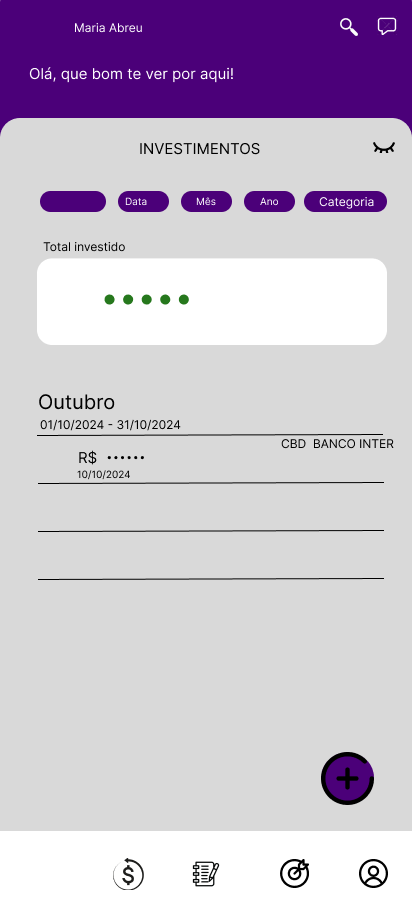 Maria Abreu
Olá, que bom te ver por aqui!
INVESTIMENTOS
Data Mês Ano Categoria
Total investido
Outubro
01/10/2024 - 31/10/2024
CBD BANCO INTER
R$ ••••••
10/10/2024